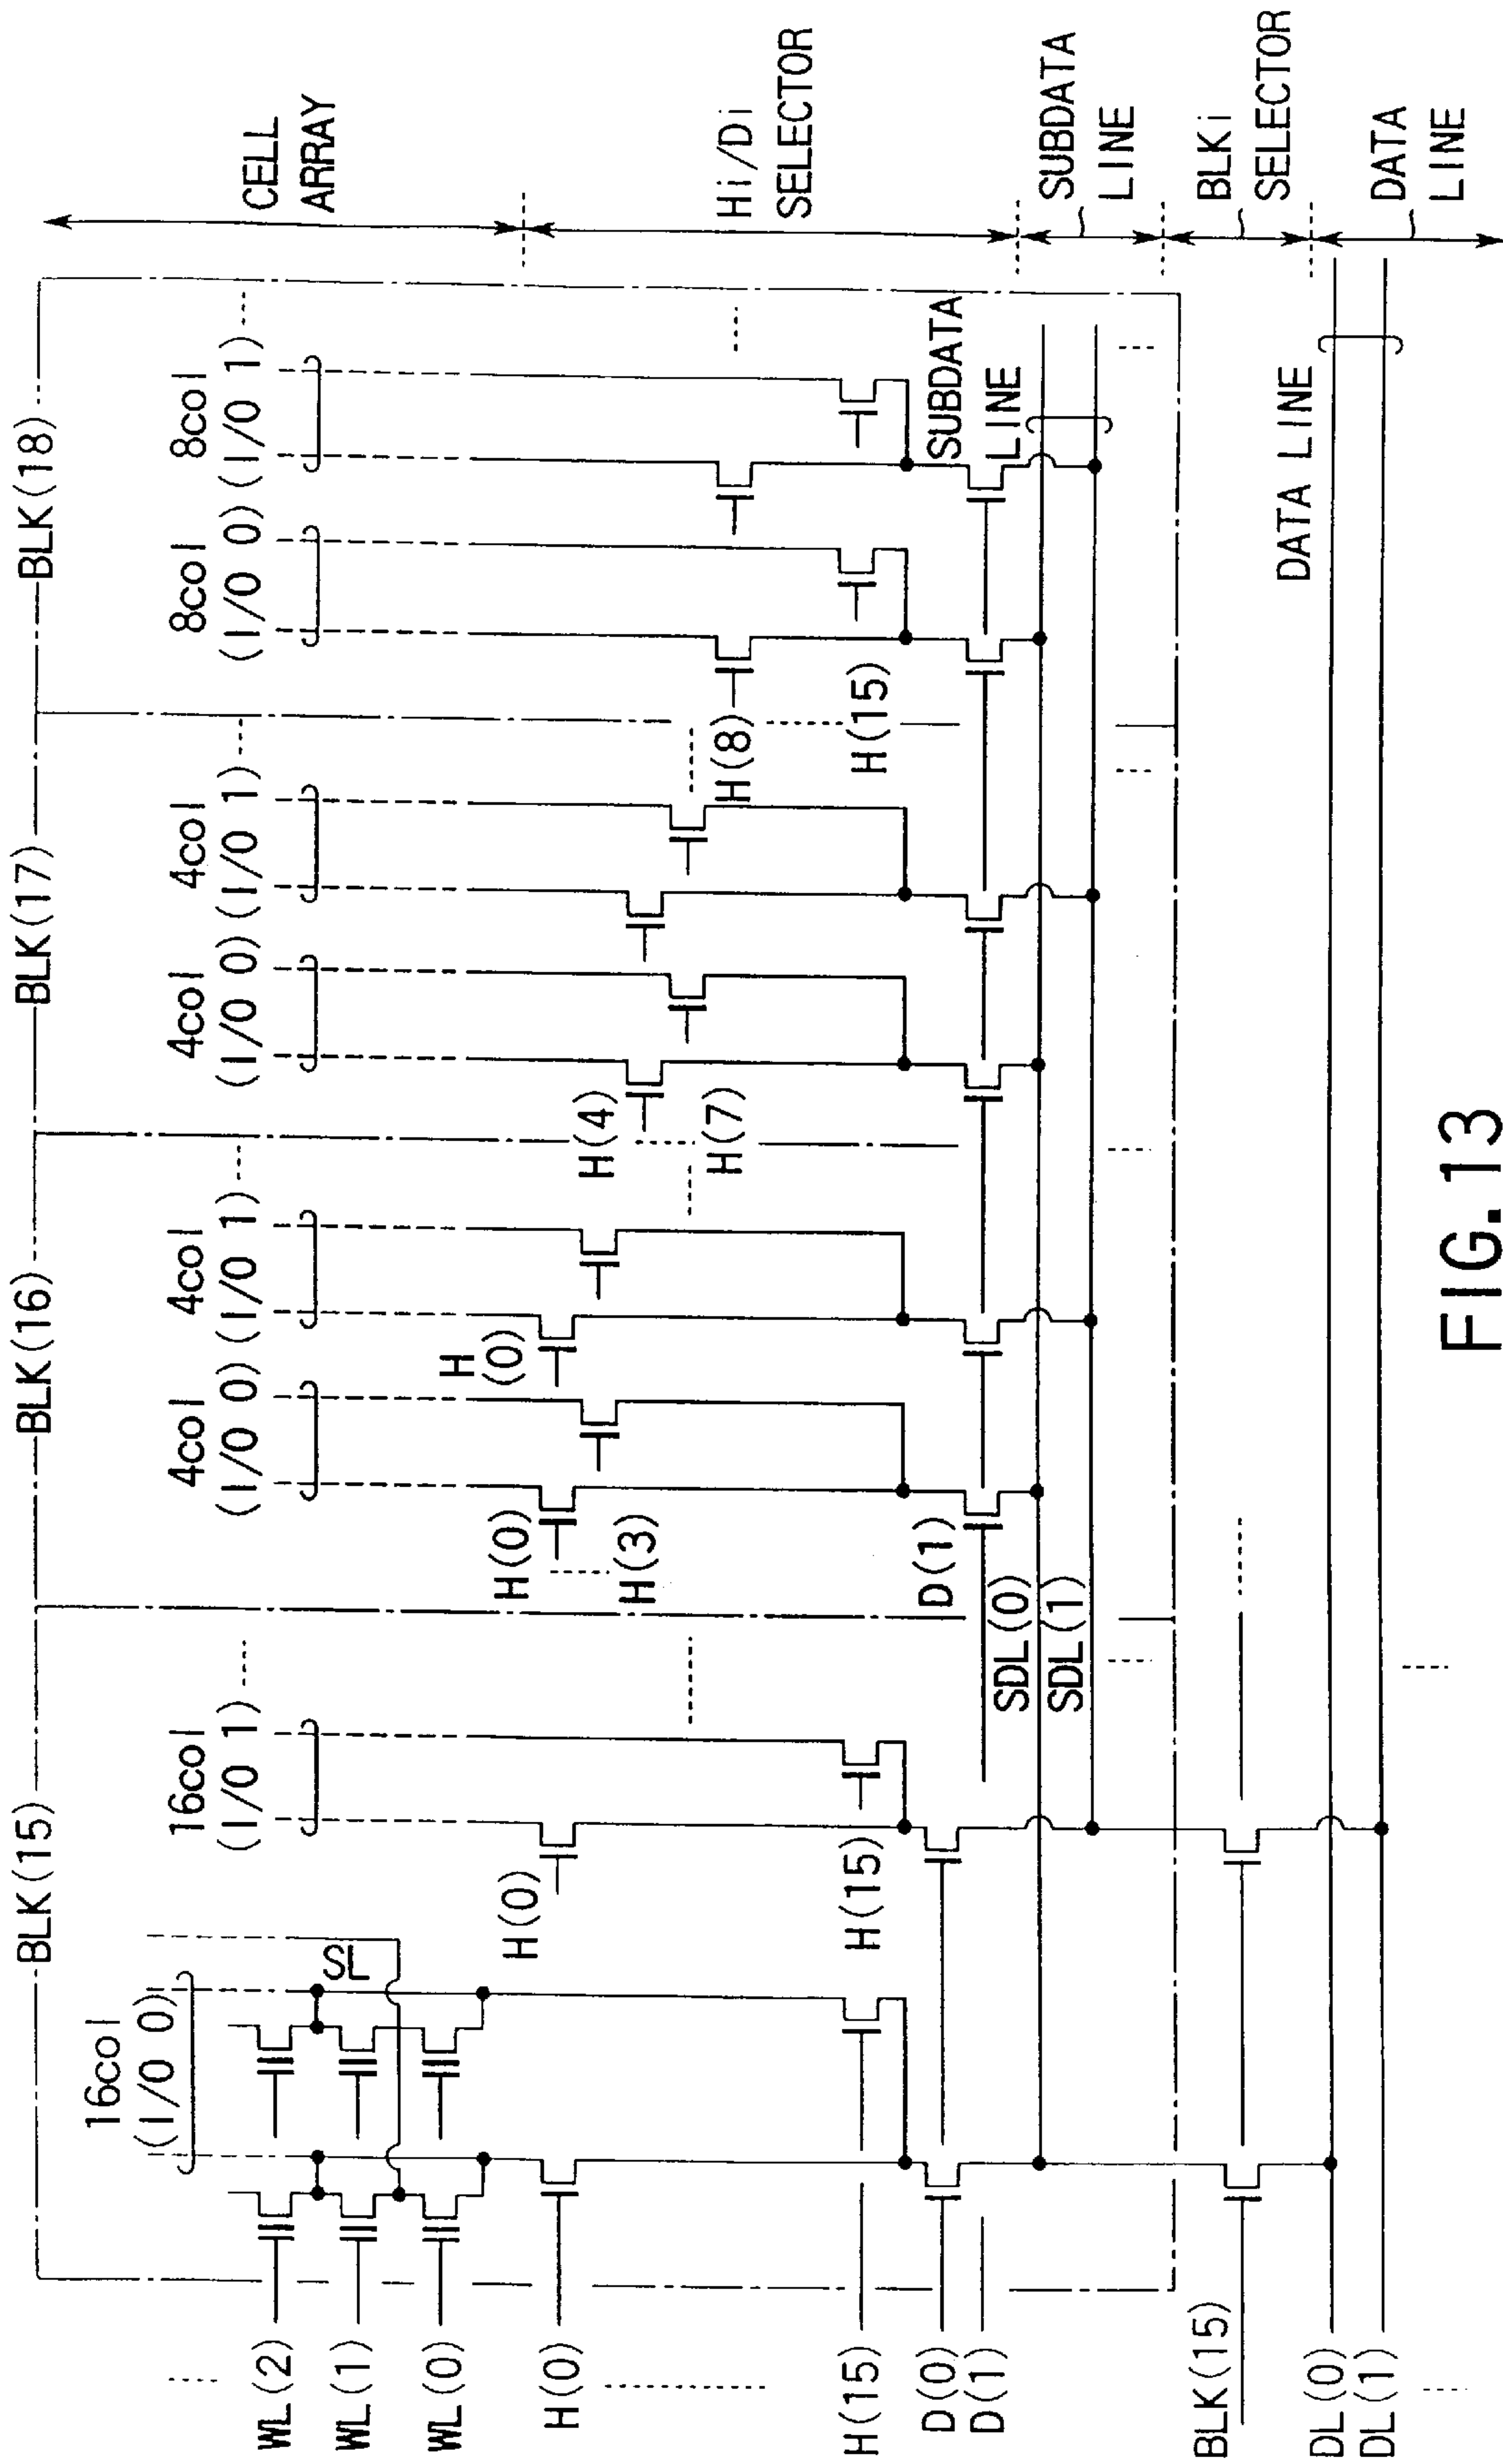 BLK(15)
BLK(16)
BLK(17)
BLK(18)
16col
(I/O 0)
16col
(I/O 1)
4col
(I/O 0)
4col
(I/O 1)
4col
(I/O 0)
4col
(I/O 1)
8col
(I/O 0)
8col
(I/O 1)
CELL
ARRAY
SL
WL(2)
WL(1)
WL(0)
H(0)
H(0)
H(0)
H(3)
H
(0)
H(4)
H(7)
H(8)
H(15)
Hi/Di
SELECTOR
H(15)
H(15)
D(0)
D(1)
D(1)
SDL(0)
SDL(1)
SUBDATA
LINE
SUBDATA
LINE
BLK(15)
BLKi
SELECTOR
DATA LINE
DL(0)
DL(1)
DATA
LINE
FIG.13